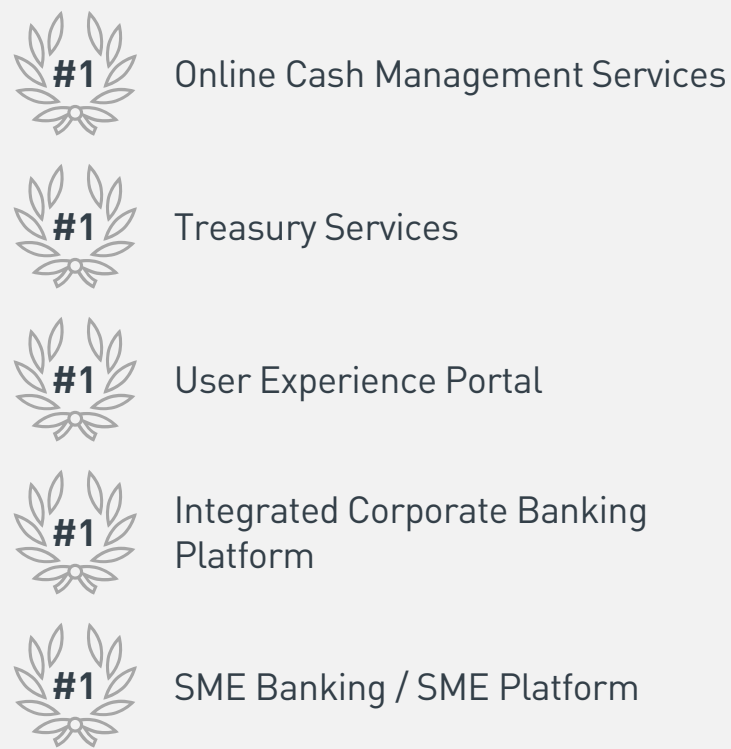 #1 Online Cash Management Services
#1 Treasury Services
#1 User Experience Portal
#1 Integrated Corporate Banking
Platform
#1 SME Banking / SME Platform